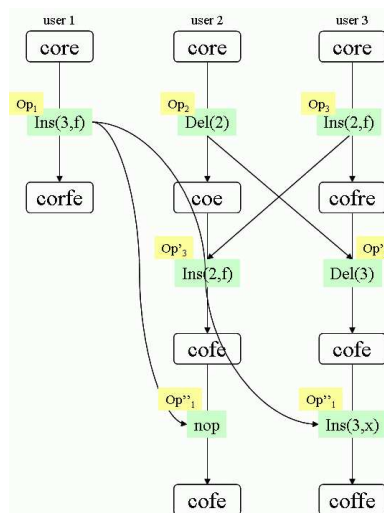 user 1 user 2 user 3
core core core
Op1 Op2 Op3
Ins(3,f) Del(2) Ins(2,f)
corfe coe cofre
Op'3 Op'
Ins(2,f) Del(3)
cofe cofe
Op''1 Op''1
nop Ins(3,x)
cofe coffe